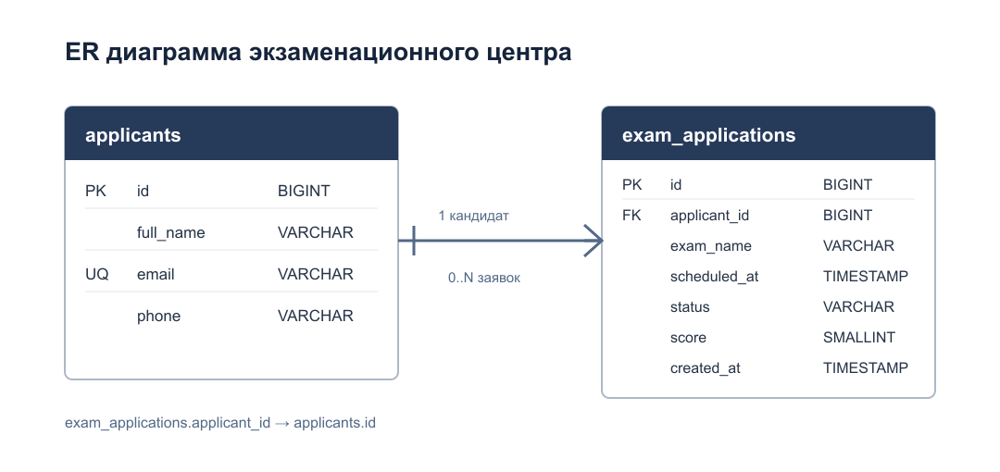 ER диаграмма экзаменационного центра
applicants
PK id BIGINT
full_name VARCHAR
UQ email VARCHAR
phone VARCHAR
1 кандидат
0..N заявок
exam_applications
PK id BIGINT
FK applicant_id BIGINT
exam_name VARCHAR
scheduled_at TIMESTAMP
status VARCHAR
score SMALLINT
created_at TIMESTAMP
exam_applications.applicant_id → applicants.id